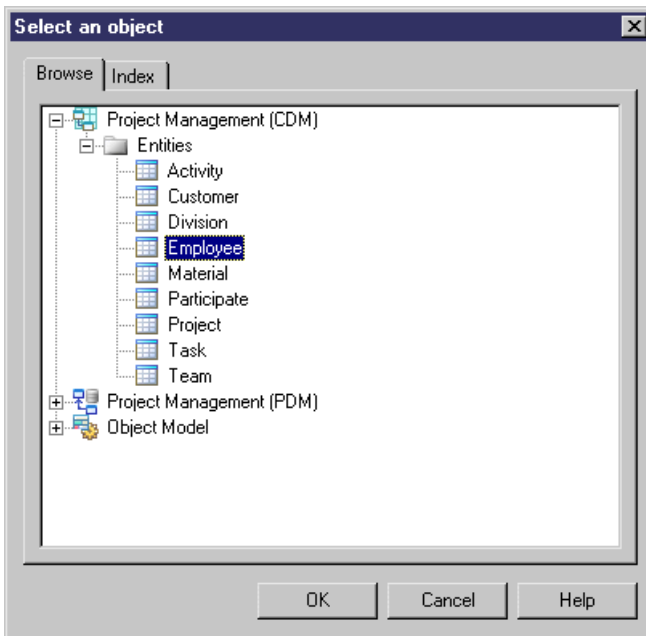 Select an object
Browse Index
Project Management (CDM)
Entities
Activity
Customer
Division
Employee
Material
Participate
Project
Task
Team
Project Management (PDM)
Object Model
OK Cancel Help